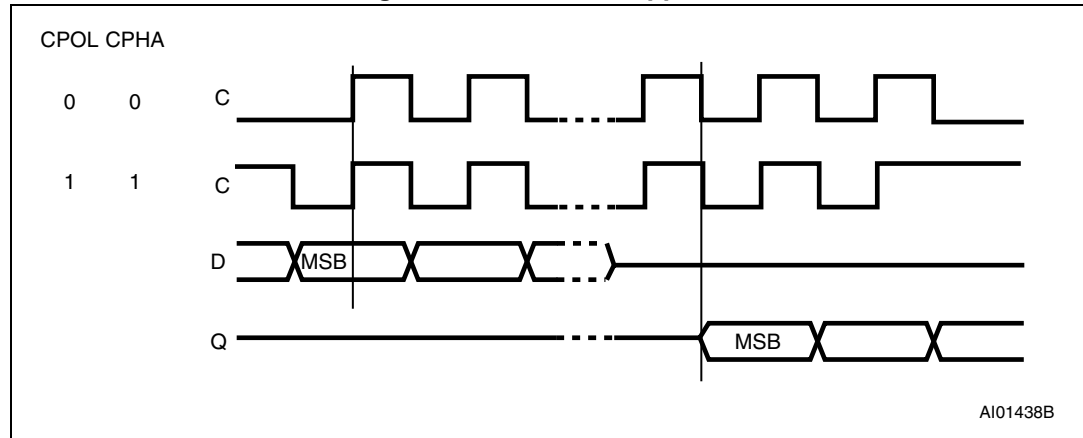 CPOL CPHA
0 0 C
1 1 C
D MSB
Q MSB
AI01438B